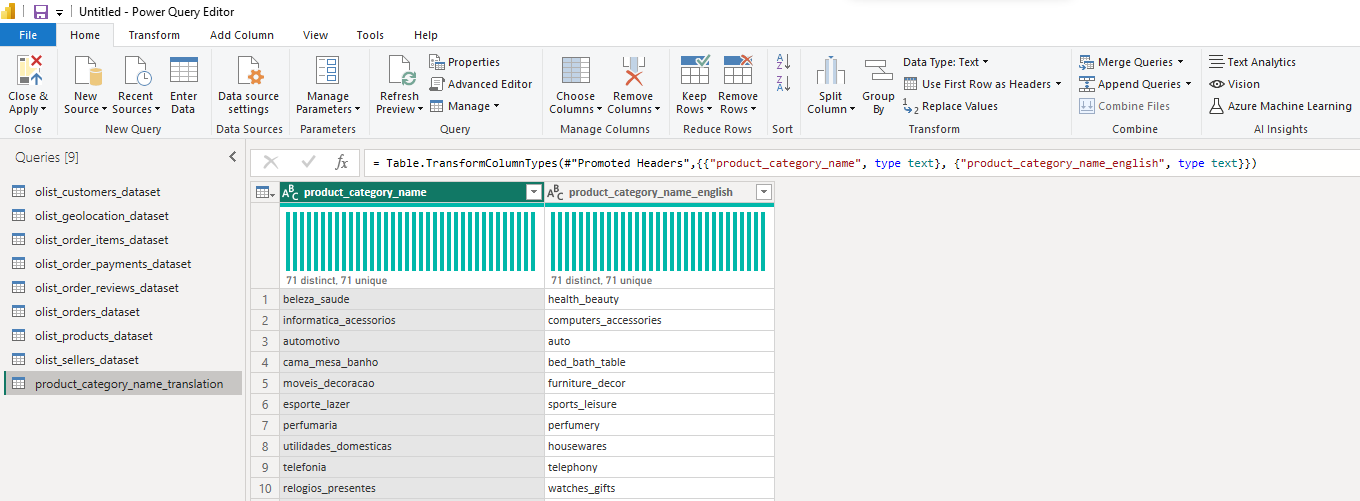 Untitled - Power Query Editor
File Home Transform Add Column View Tools Help
Close & Apply
New Source
Recent Sources
Enter Data
Data source settings
Manage Parameters
Refresh Preview
Properties
Advanced Editor
Manage
Choose Columns
Remove Columns
Keep Rows
Remove Rows
Split Column
Group By
Data Type: Text
Use First Row as Headers
Replace Values
Merge Queries
Append Queries
Combine Files
Text Analytics
Vision
Azure Machine Learning
Close New Query Data Sources Parameters Query Manage Columns Reduce Rows Sort Transform Combine AI Insights
Queries [9]
olist_customers_dataset
olist_geolocation_dataset
olist_order_items_dataset
olist_order_payments_dataset
olist_order_reviews_dataset
olist_orders_dataset
olist_products_dataset
olist_sellers_dataset
product_category_name_translation
fx = Table.TransformColumnTypes(#"Promoted Headers",{{"product_category_name", type text}, {"product_category_name_english", type text}})
ABC product_category_name ABC product_category_name_english
71 distinct, 71 unique 71 distinct, 71 unique
1 beleza_saude health_beauty
2 informatica_acessorios computers_accessories
3 automotivo auto
4 cama_mesa_banho bed_bath_table
5 moveis_decoracao furniture_decor
6 esporte_lazer sports_leisure
7 perfumaria perfumery
8 utilidades_domesticas housewares
9 telefonia telephony
10 relogios_presentes watches_gifts